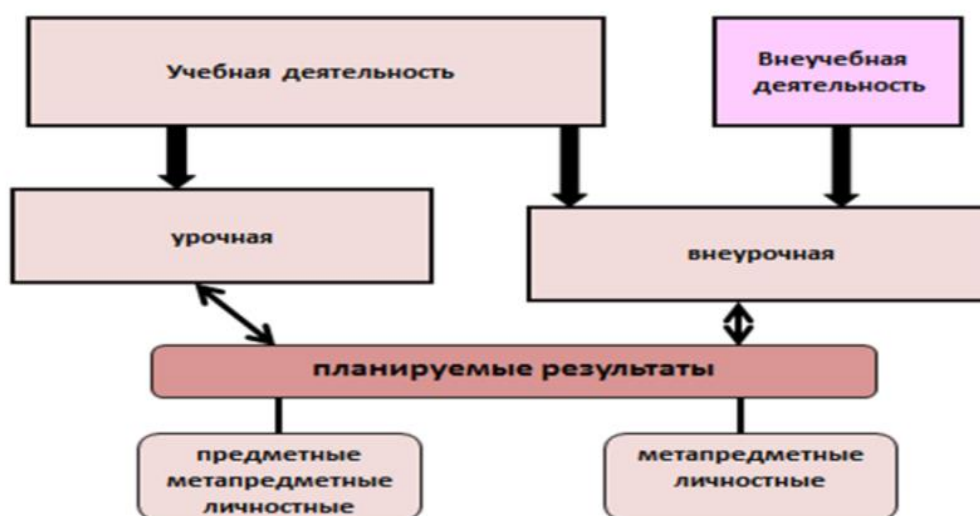 Учебная деятельность
Внеучебная
деятельность
урочная
внеурочная
планируемые результаты
предметные
метапредметные
личностные
метапредметные
личностные